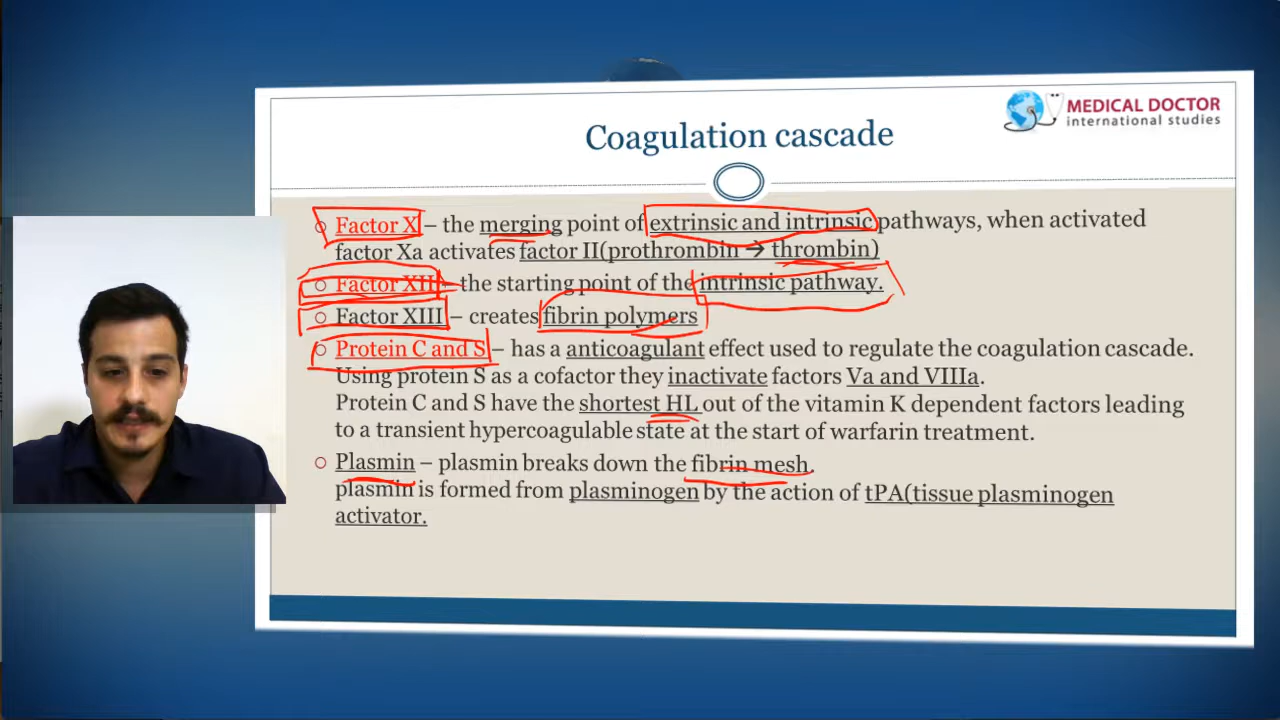 MEDICAL DOCTOR
international studies
Coagulation cascade
Factor X – the merging point of extrinsic and intrinsic pathways, when activated
factor Xa activates factor II(prothrombin → thrombin)
Factor XII – the starting point of the intrinsic pathway.
Factor XIII – creates fibrin polymers
Protein C and S – has a anticoagulant effect used to regulate the coagulation cascade.
Using protein S as a cofactor they inactivate factors Va and VIIIa.
Protein C and S have the shortest HL out of the vitamin K dependent factors leading
to a transient hypercoagulable state at the start of warfarin treatment.
Plasmin – plasmin breaks down the fibrin mesh.
plasmin is formed from plasminogen by the action of tPA(tissue plasminogen
activator.